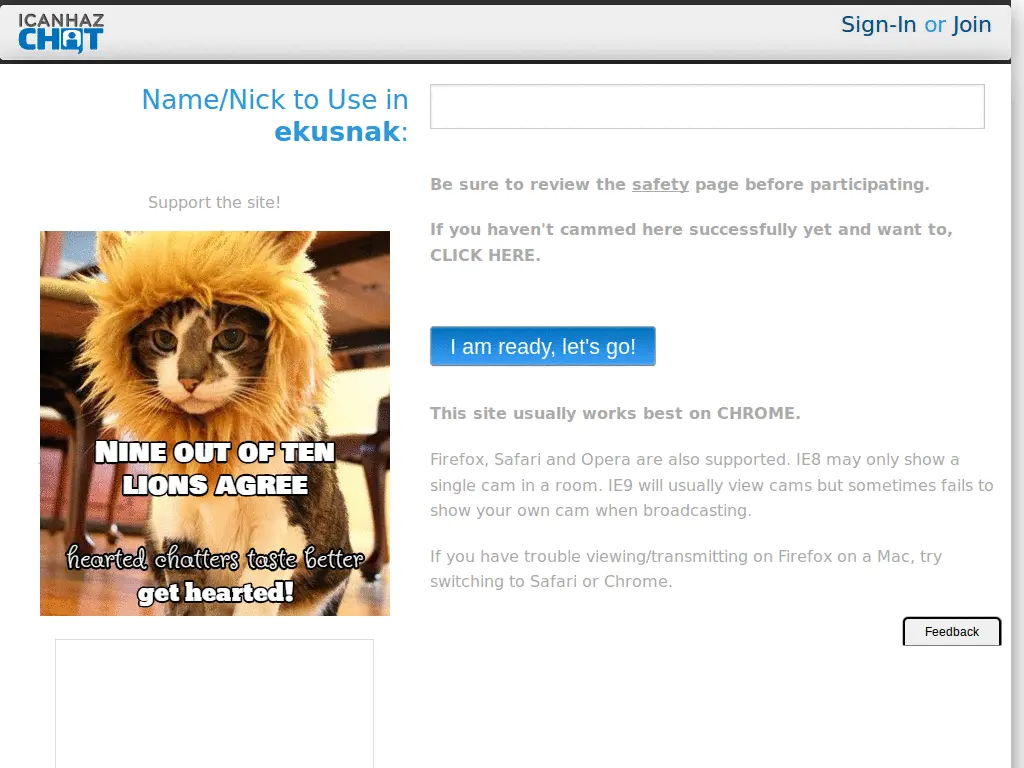 ICANHAZ
CHAT
Sign-In or Join
Name/Nick to Use in
ekusnak:
Support the site!
NINE OUT OF TEN
LIONS AGREE
hearted chatters taste better
get hearted!
Be sure to review the safety page before participating.
If you haven't cammed here successfully yet and want to,
CLICK HERE.
I am ready, let's go!
This site usually works best on CHROME.
Firefox, Safari and Opera are also supported. IE8 may only show a
single cam in a room. IE9 will usually view cams but sometimes fails to
show your own cam when broadcasting.
If you have trouble viewing/transmitting on Firefox on a Mac, try
switching to Safari or Chrome.
Feedback